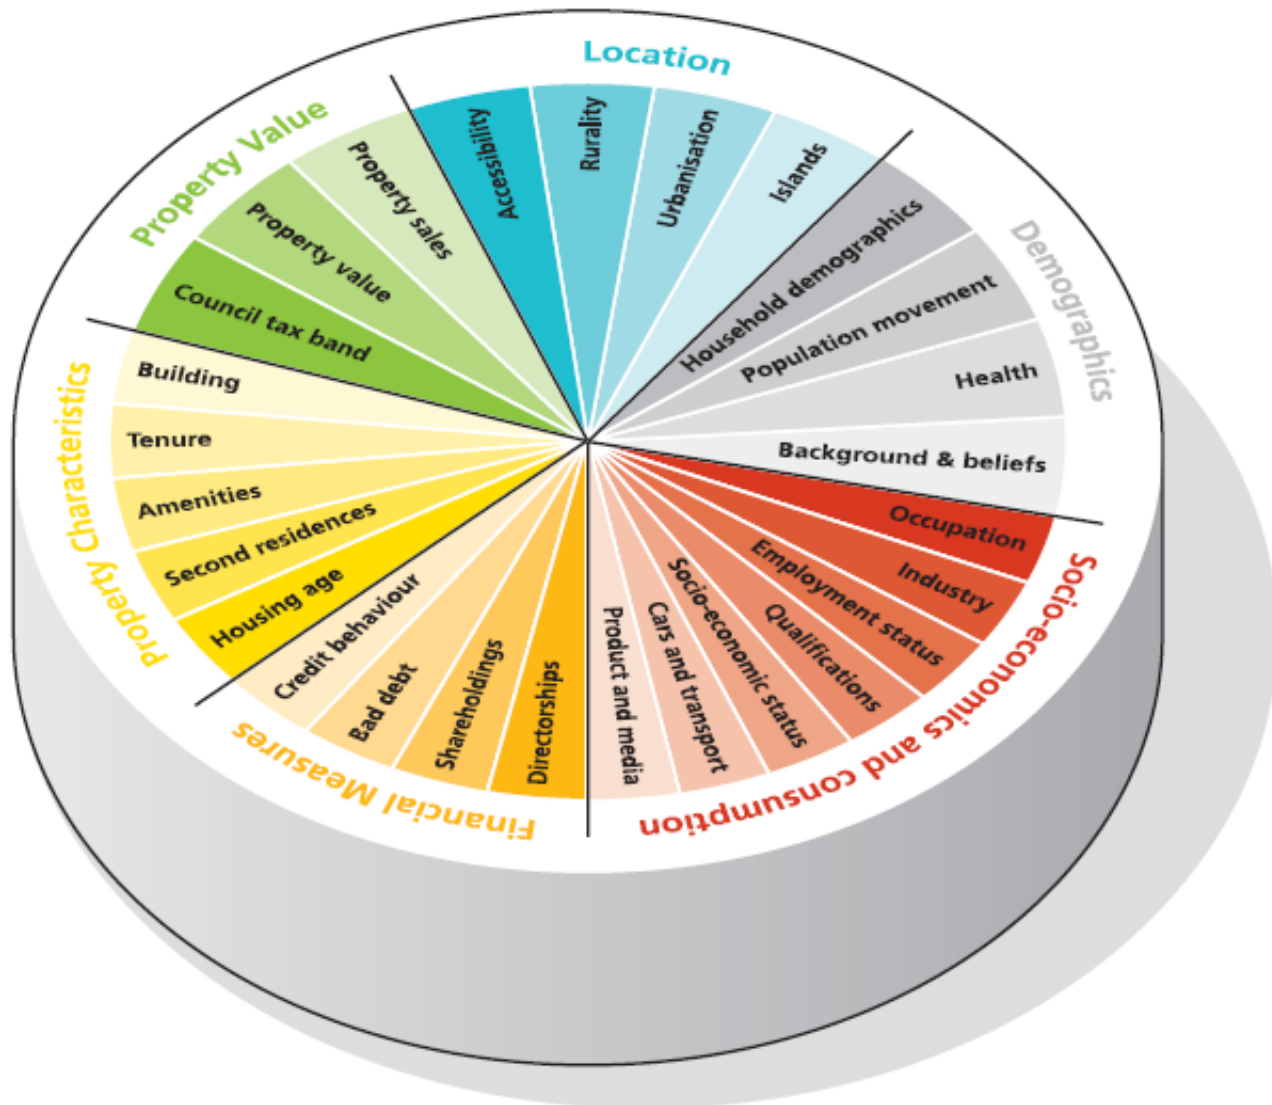 Location
Accessibility
Rurality
Urbanisation
Islands
Demographics
Household demographics
Population movement
Health
Background & beliefs
Socio-economics and consumption
Occupation
Industry
Employment status
Qualifications
Socio-economic status
Cars and transport
Product and media
Financial Measures
Directorships
Shareholdings
Bad debt
Credit behaviour
Property Characteristics
Housing age
Second residences
Amenities
Tenure
Building
Property Value
Council tax band
Property value
Property sales